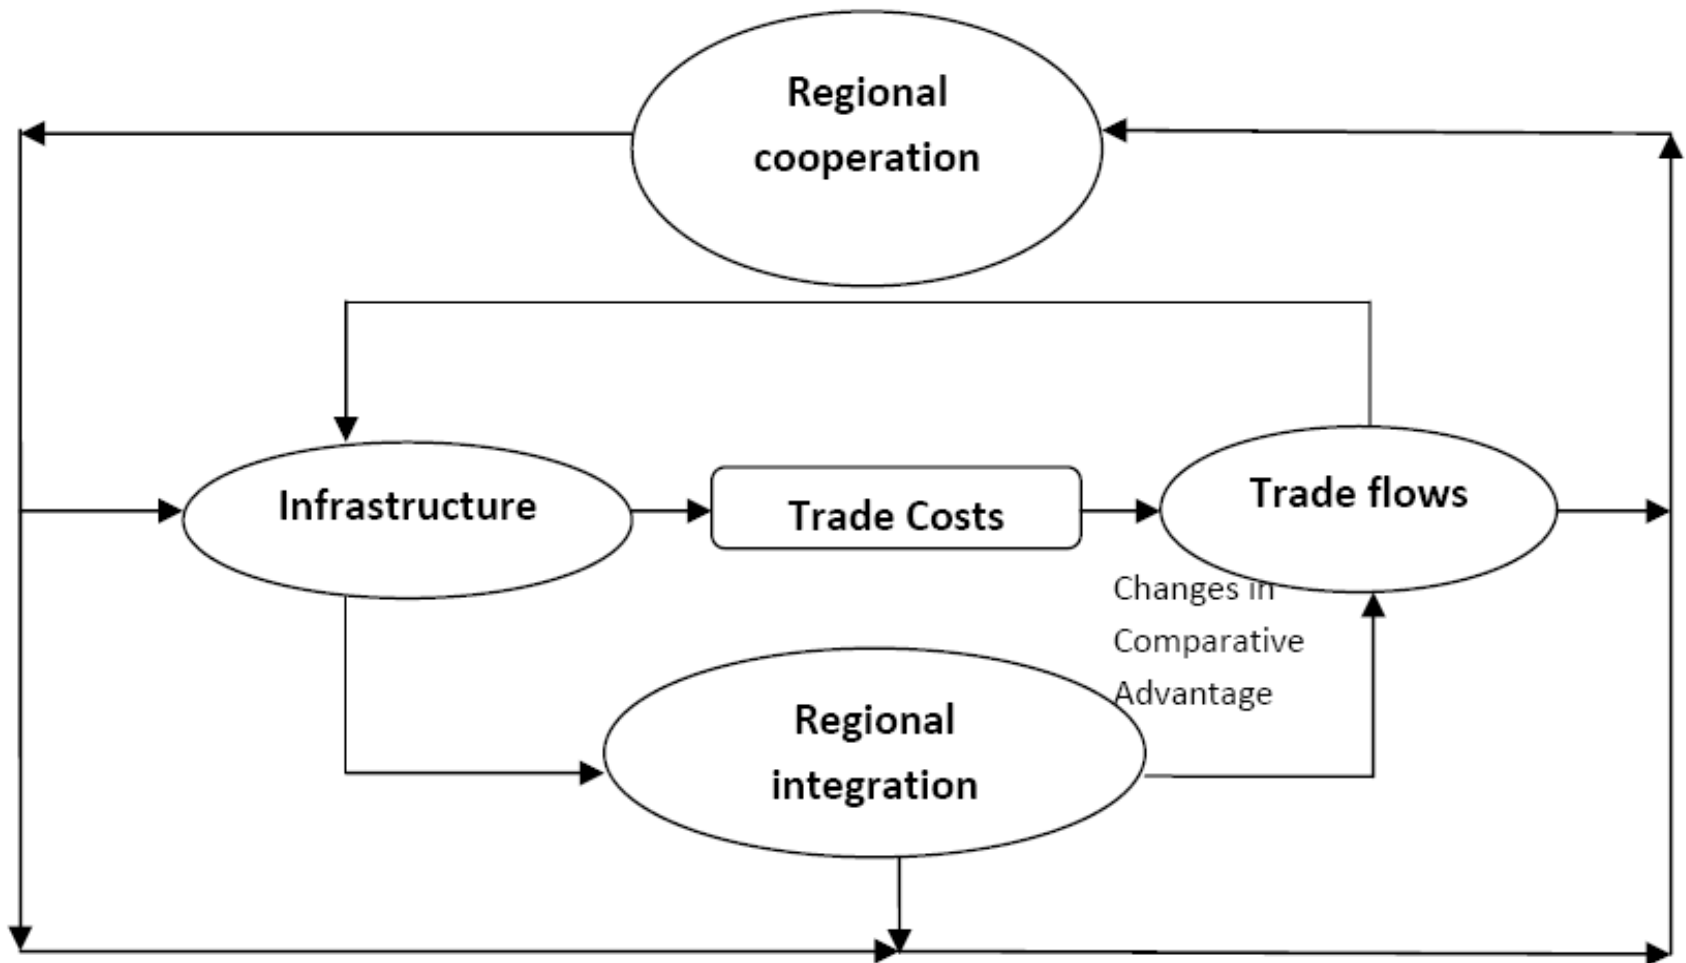 Regional
cooperation
Infrastructure
Trade Costs
Trade flows
Changes in
Comparative
Advantage
Regional
integration